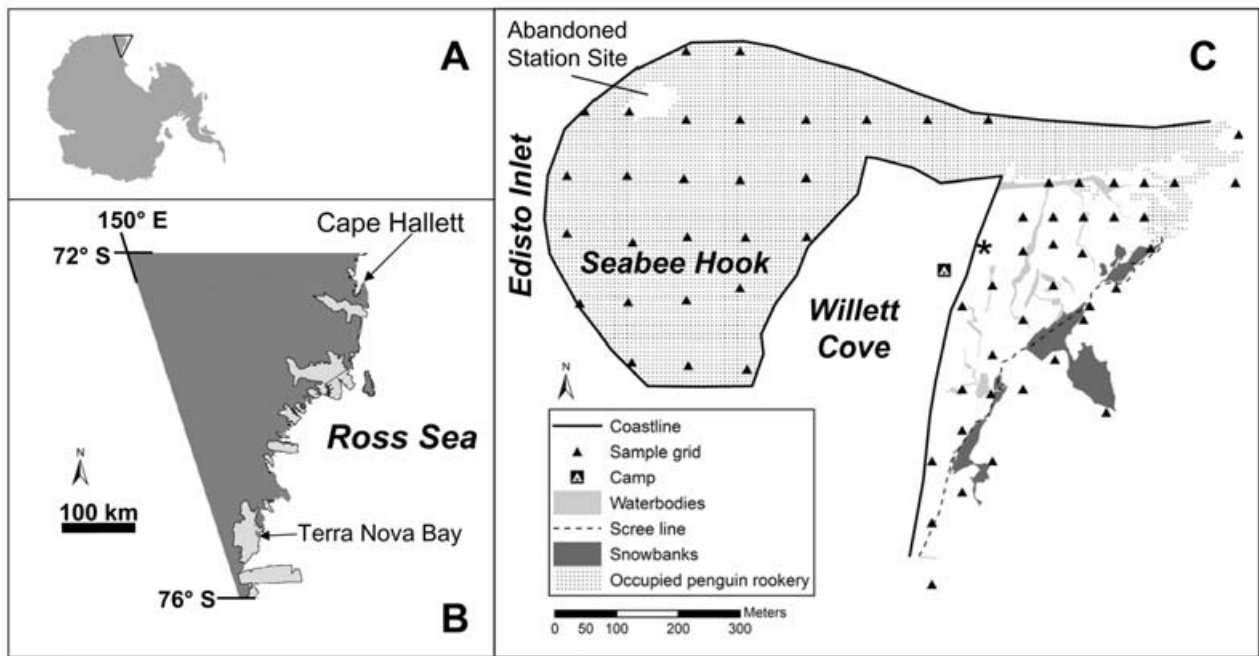 A
B
150° E
72° S
Cape Hallett
Ross Sea
N
100 km
Terra Nova Bay
76° S
C
Abandoned
Station Site
Edisto Inlet
Seabee Hook
*
Willett
Cove
N
Coastline
Sample grid
Camp
Waterbodies
Scree line
Snowbanks
Occupied penguin rookery
Meters
0 50 100 200 300